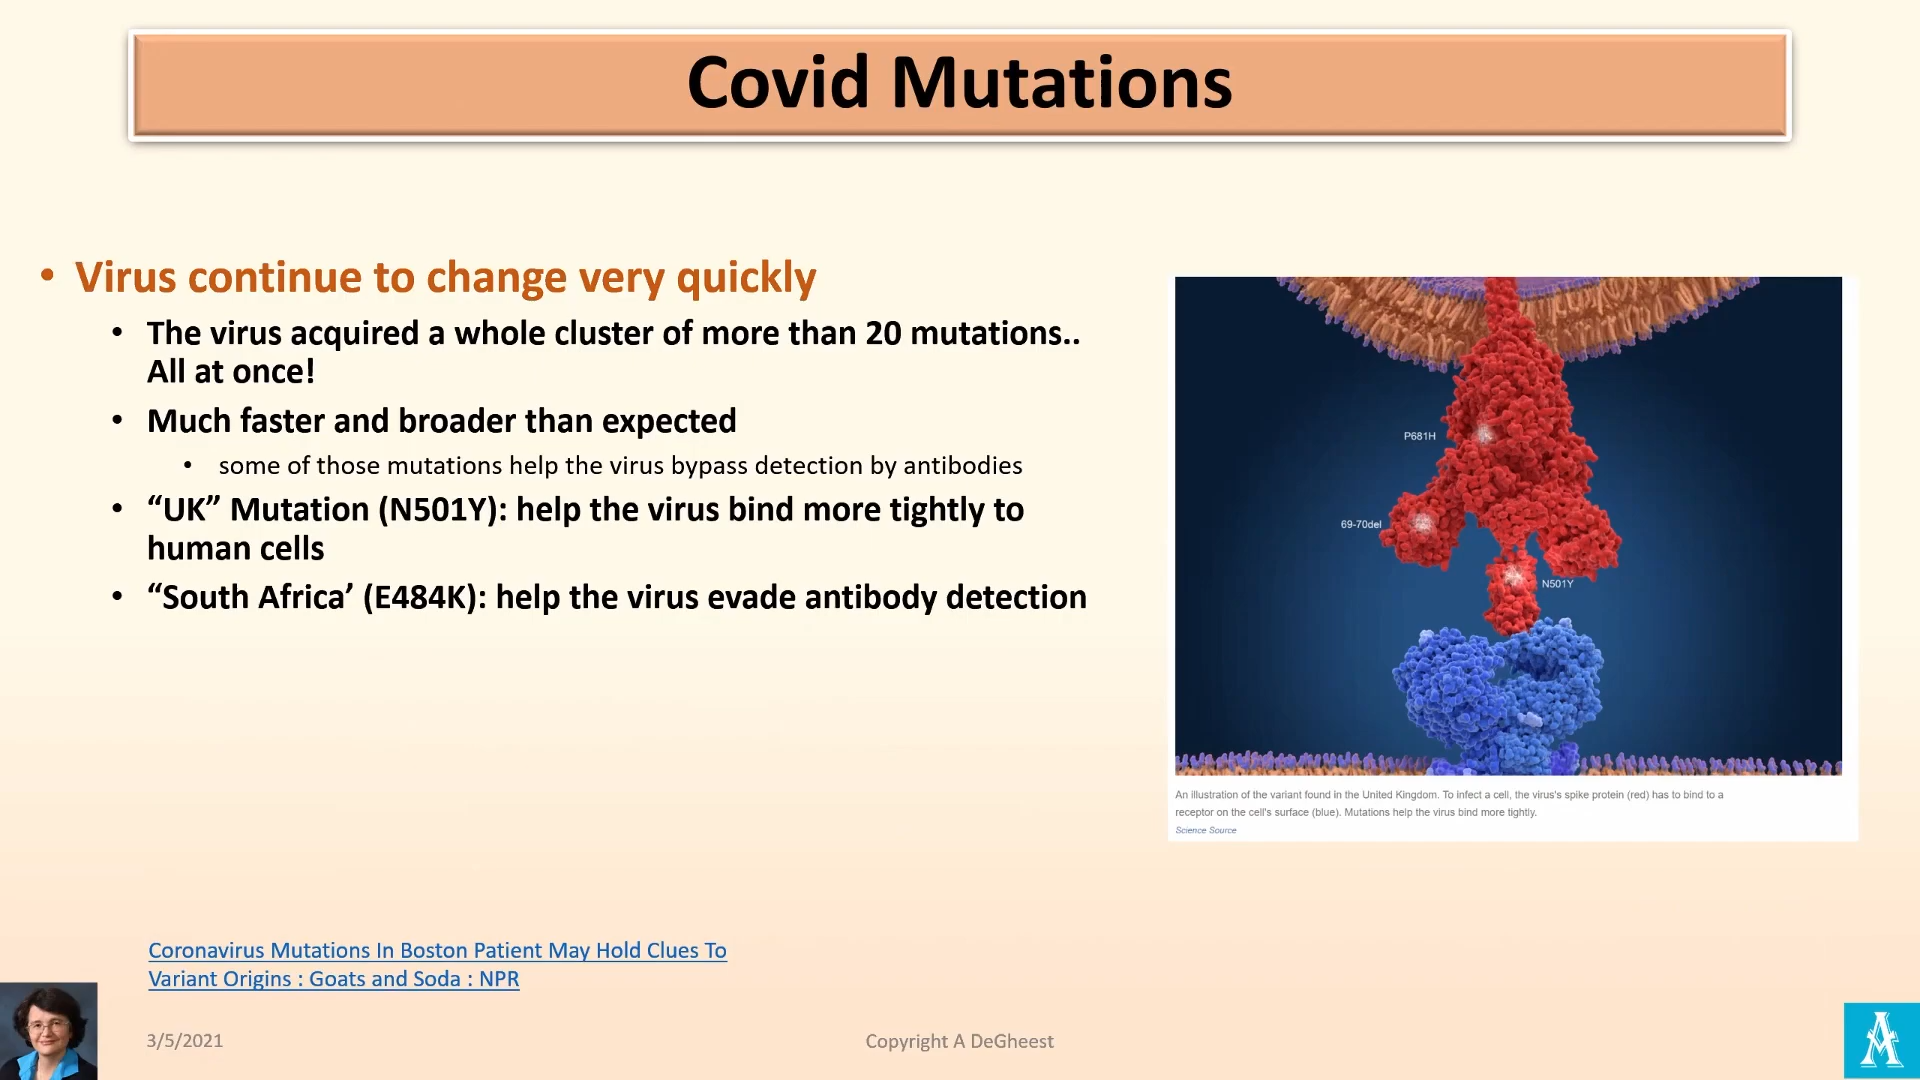 Covid Mutations
• Virus continue to change very quickly
• The virus acquired a whole cluster of more than 20 mutations..
All at once!
• Much faster and broader than expected
• some of those mutations help the virus bypass detection by antibodies
• “UK” Mutation (N501Y): help the virus bind more tightly to
human cells
• “South Africa’ (E484K): help the virus evade antibody detection
P681H
69-70del
N501Y
An illustration of the variant found in the United Kingdom. To infect a cell, the virus's spike protein (red) has to bind to a
receptor on the cell's surface (blue). Mutations help the virus bind more tightly.
Science Source
Coronavirus Mutations In Boston Patient May Hold Clues To
Variant Origins : Goats and Soda : NPR
3/5/2021
Copyright A DeGheest
A